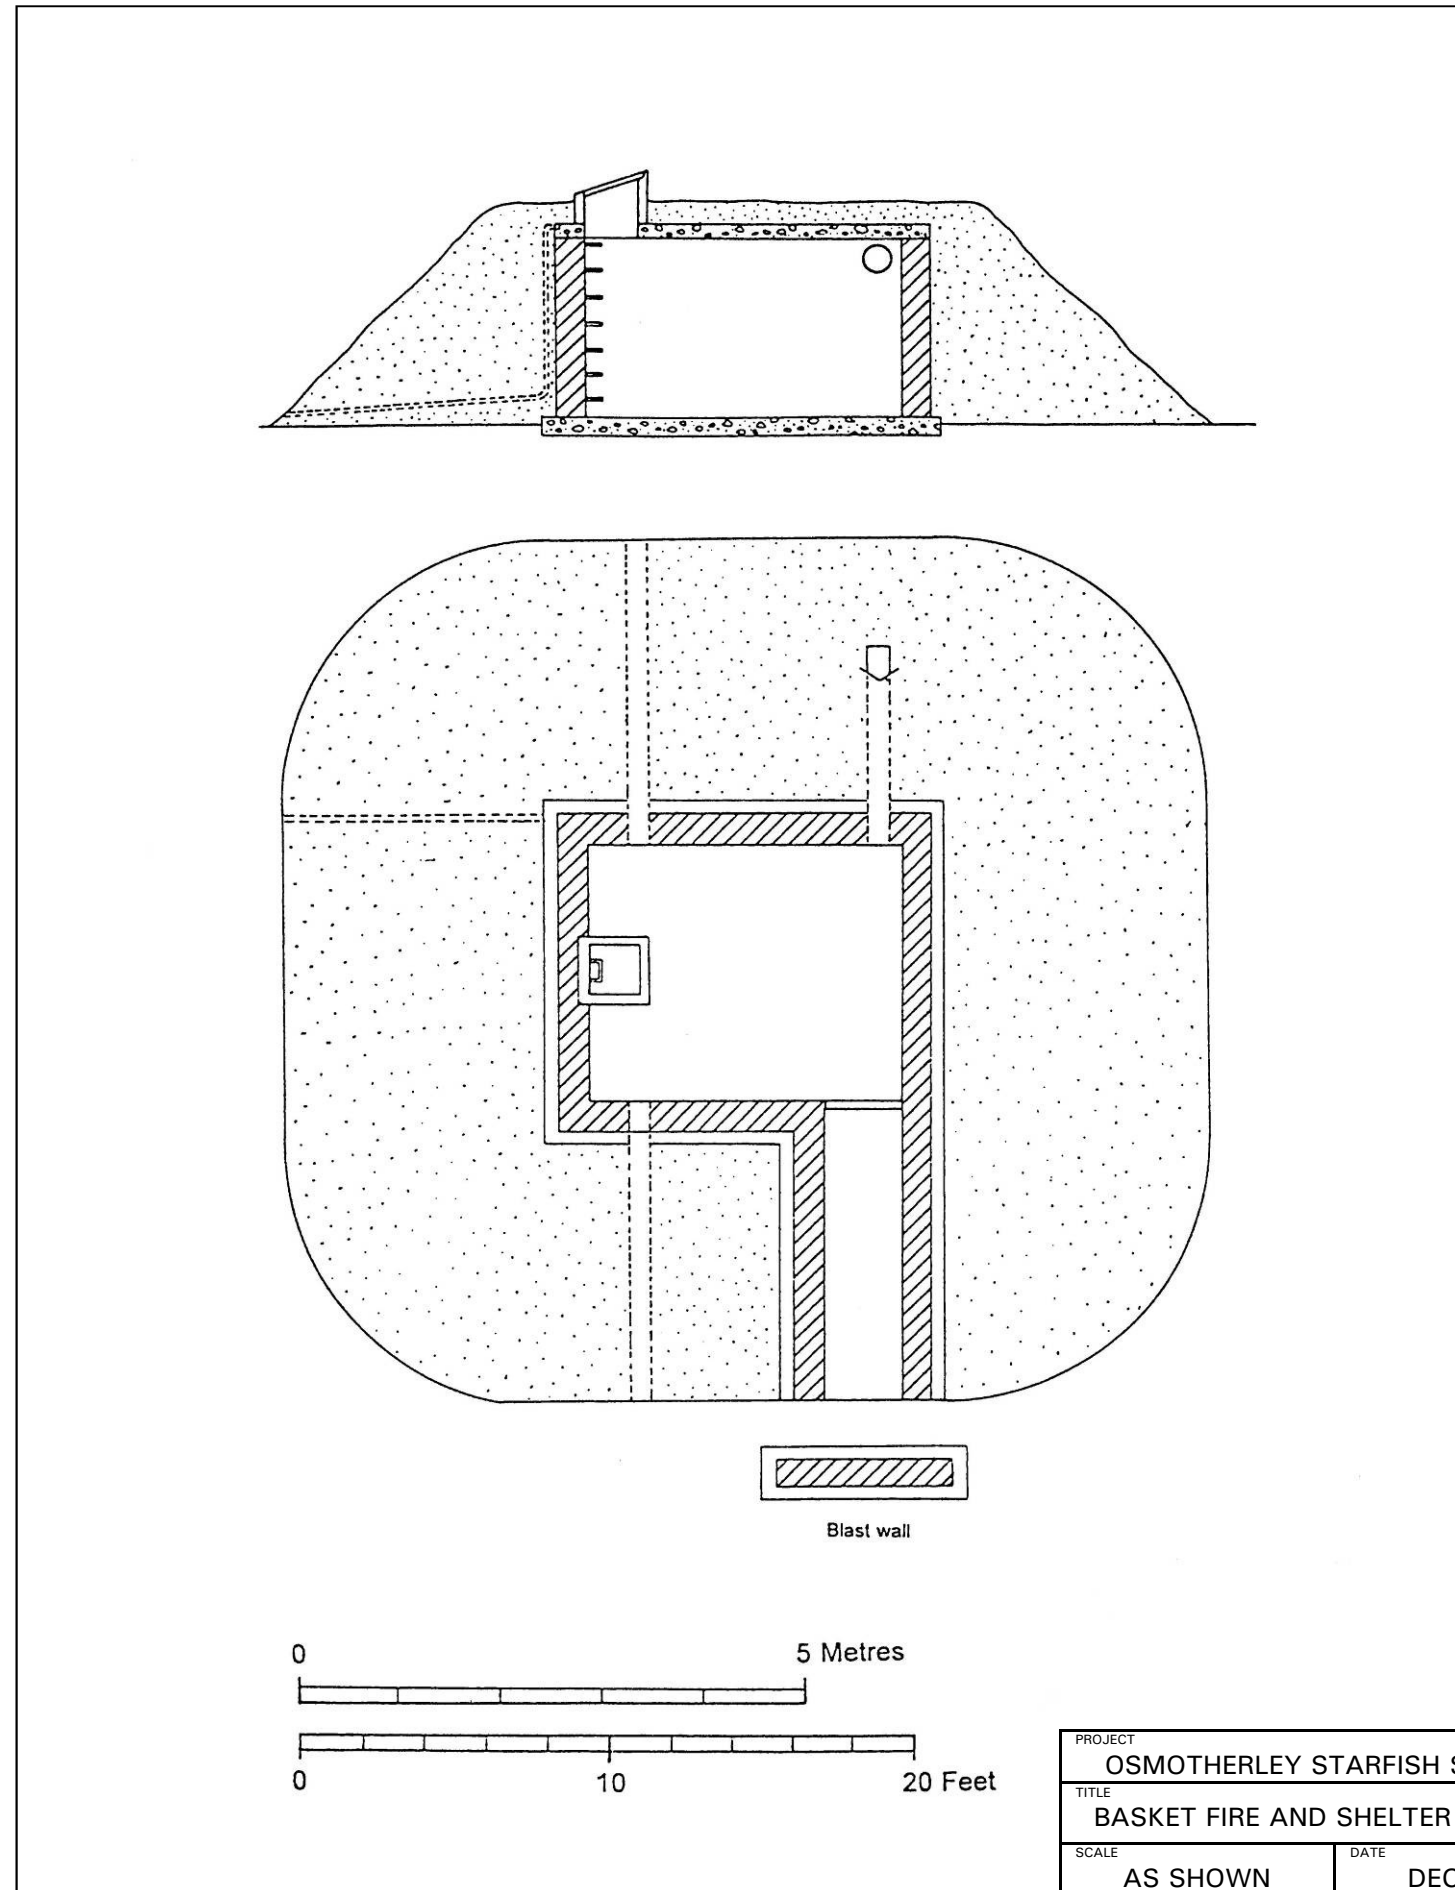 Blast wall
0 5 Metres
0 10 20 Feet
PROJECT
OSMOTHERLEY STARFISH
TITLE
BASKET FIRE AND SHELTER
SCALE DATE
AS SHOWN DEC